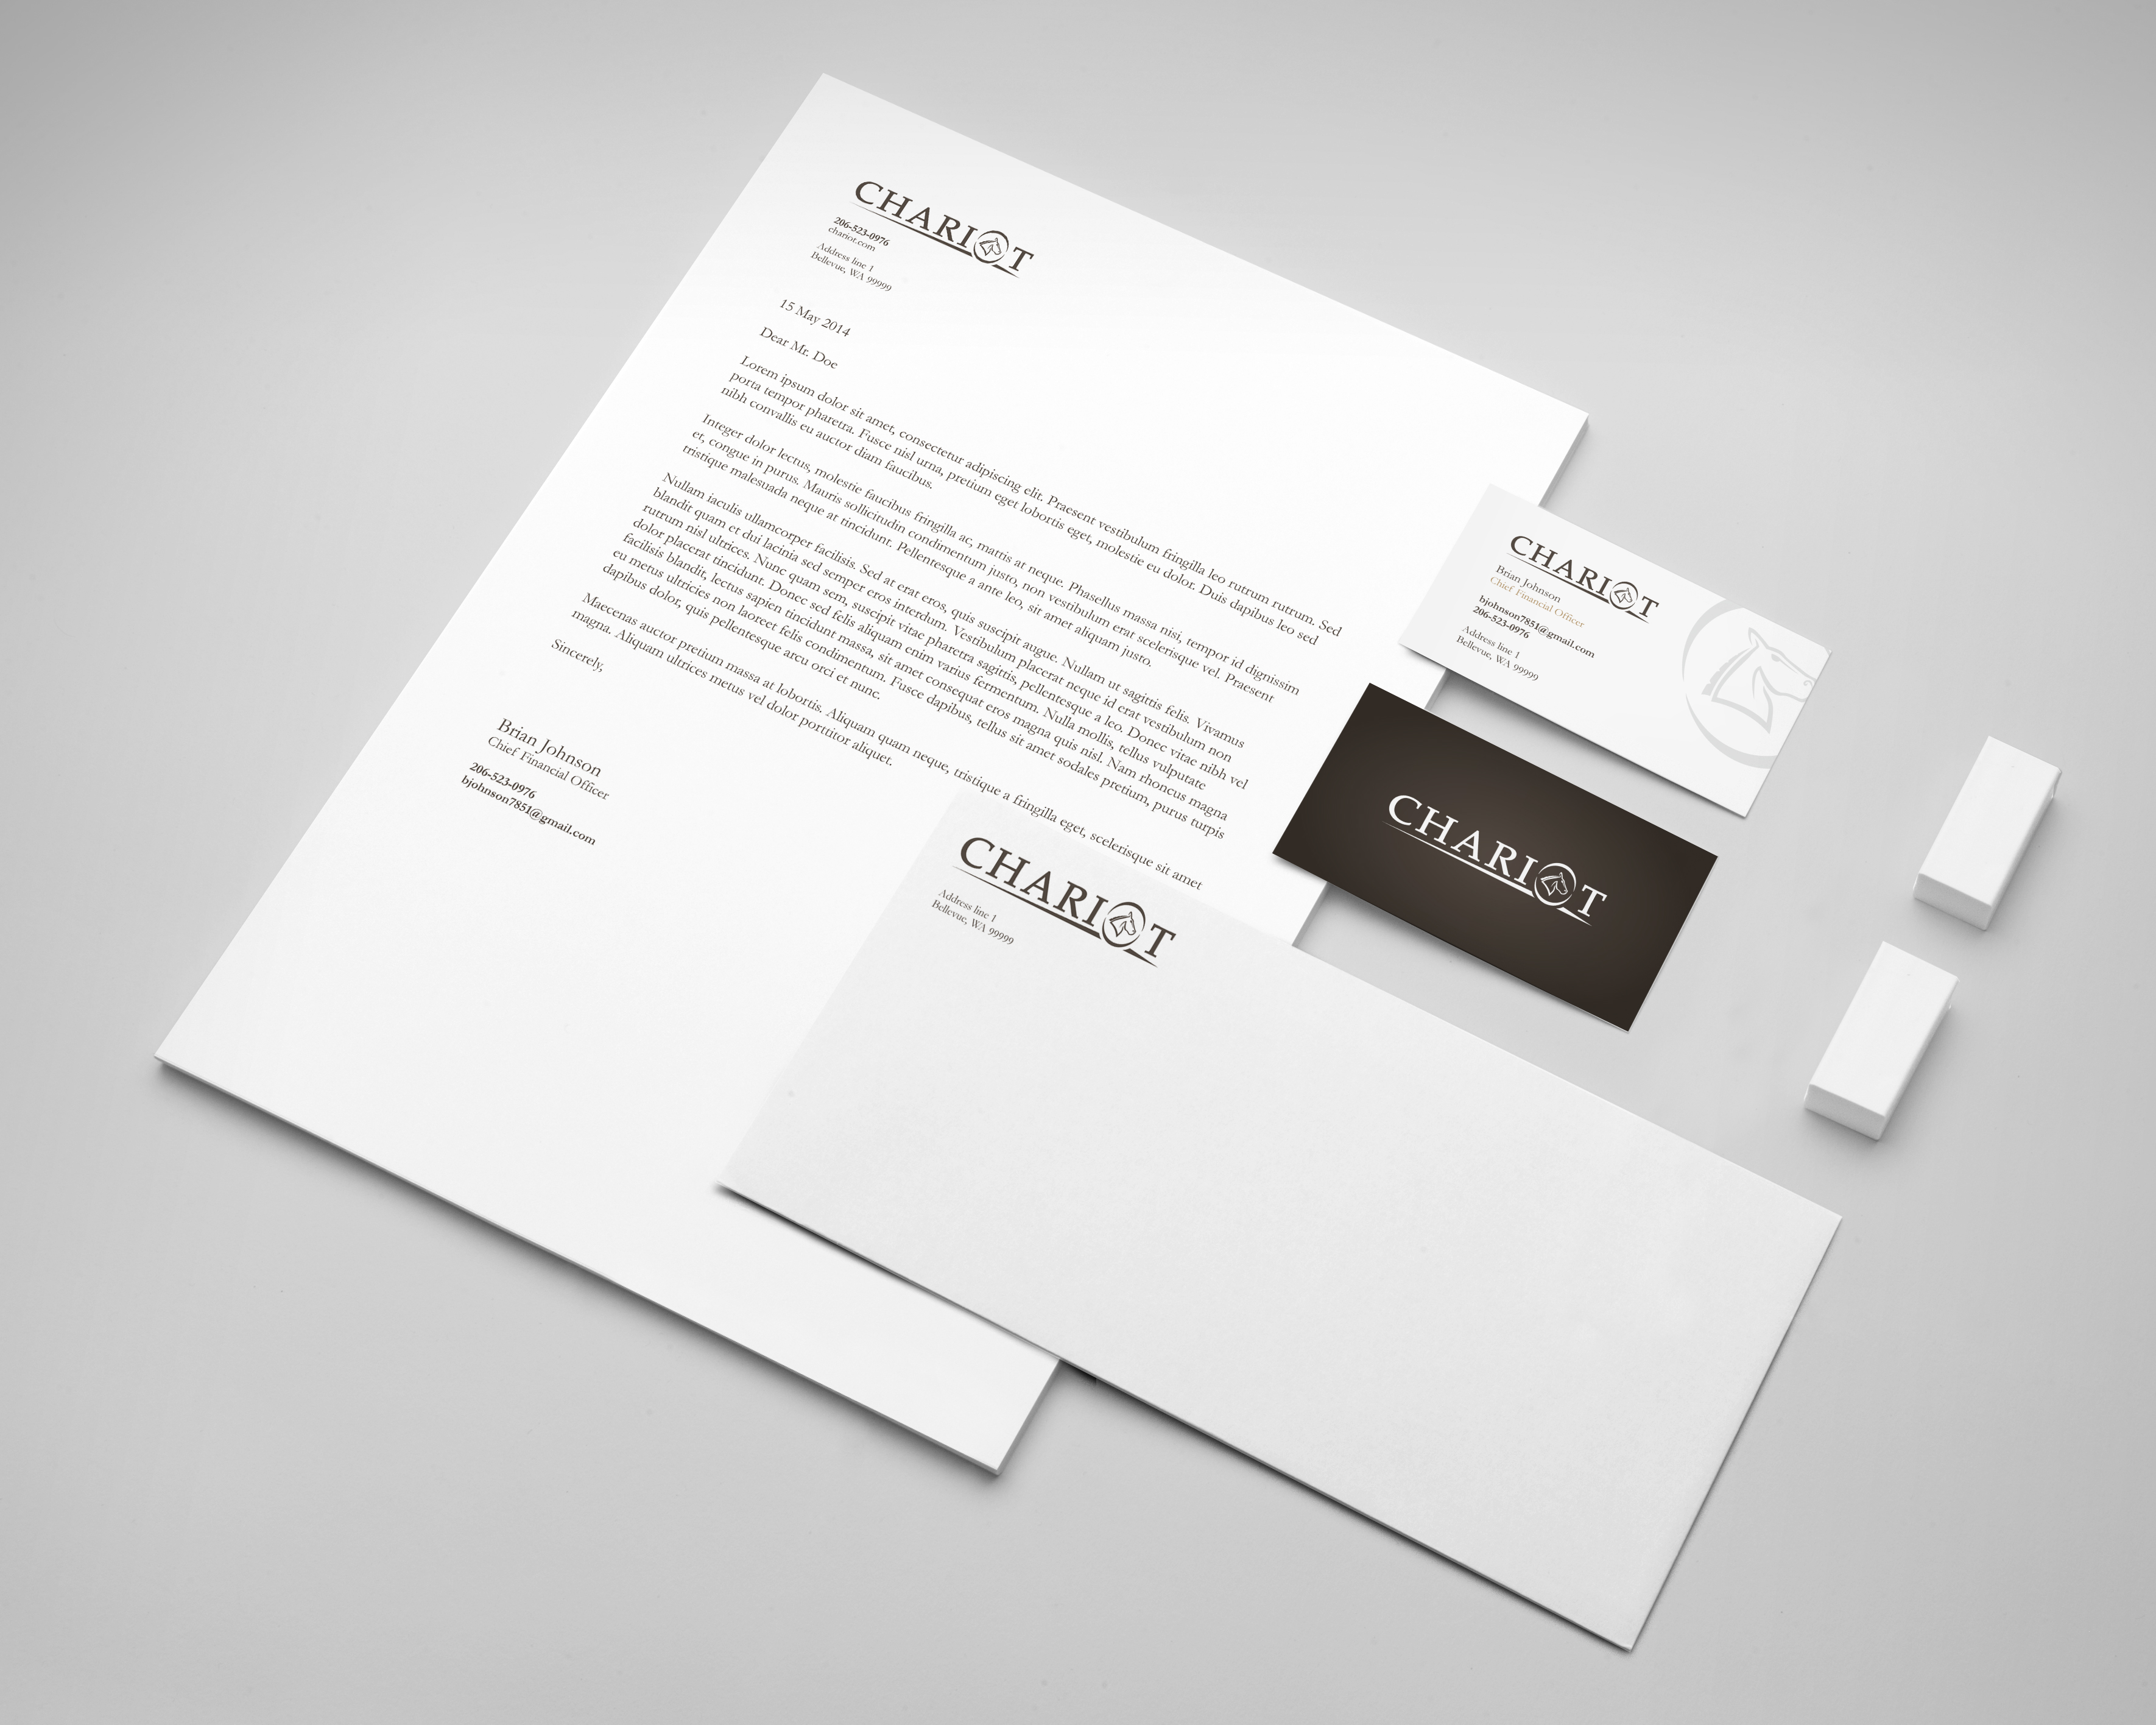 CHARIOT
206-523-0976
chariot.com
Address line 1
Bellevue, WA 99999
15 May 2014
Dear Mr. Doe
Lorem ipsum dolor sit amet, consectetur adipiscing elit. Praesent vestibulum fringilla leo rutrum rutrum. Sed
porta tempor pharetra. Fusce nisl urna, pretium eget lobortis eget, molestie eu dolor. Duis dapibus leo sed
nibh convallis eu auctor diam faucibus.
Integer dolor lectus, molestie faucibus fringilla ac, mattis at neque. Phasellus massa nisi, tempor id dignissim
et, congue in purus. Mauris sollicitudin condimentum justo, non vestibulum erat scelerisque vel. Praesent
tristique malesuada neque at tincidunt. Pellentesque a ante leo, sit amet aliquam justo.
Nullam iaculis ullamcorper facilisis. Sed at erat eros, quis suscipit augue. Nullam ut sagittis felis. Vivamus
blandit quam et dui lacinia sed semper eros interdum. Vestibulum placerat neque id erat vestibulum non
rutrum nisl ultrices. Nunc quam sem, suscipit vitae pharetra sagittis, pellentesque a leo. Donec vitae nibh vel
dolor placerat tincidunt. Donec sed felis aliquam enim varius fermentum. Nulla mollis, tellus vulputate
facilisis blandit, lectus sapien tincidunt massa, sit amet consequat eros magna quis nisl. Nam rhoncus magna
eu metus ultricies non laoreet felis condimentum. Fusce dapibus, tellus sit amet sodales pretium, purus turpis
dapibus dolor, quis pellentesque arcu orci et nunc.
Maecenas auctor pretium massa at lobortis. Aliquam quam neque, tristique a fringilla eget, scelerisque sit amet
magna. Aliquam ultrices metus vel dolor porttitor aliquet.
Sincerely,
Brian Johnson
Chief Financial Officer
206-523-0976
bjohnson7851@gmail.com
CHARIOT
Brian Johnson
Chief Financial Officer
bjohnson7851@gmail.com
206-523-0976
Address line 1
Bellevue, WA 99999
CHARIOT
CHARIOT
Address line 1
Bellevue, WA 99999